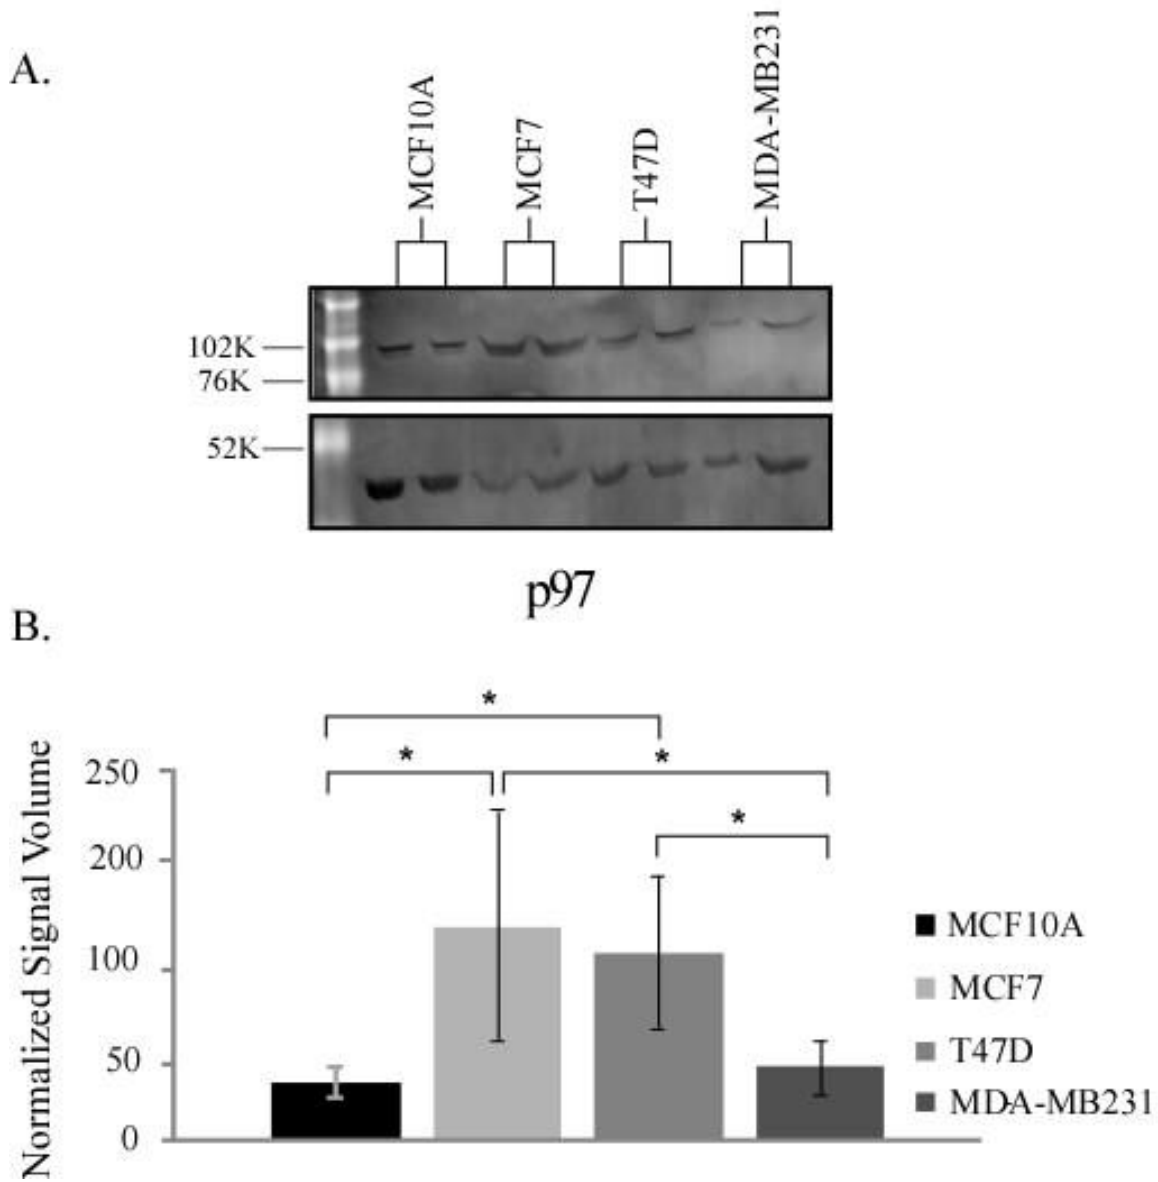 A.
MCF10A
MCF7
T47D
MDA-MB231
102K
76K
52K
p97
B.
*
*
*
*
Normalized Signal Volume
250
200
100
50
0
MCF10A
MCF7
T47D
MDA-MB231